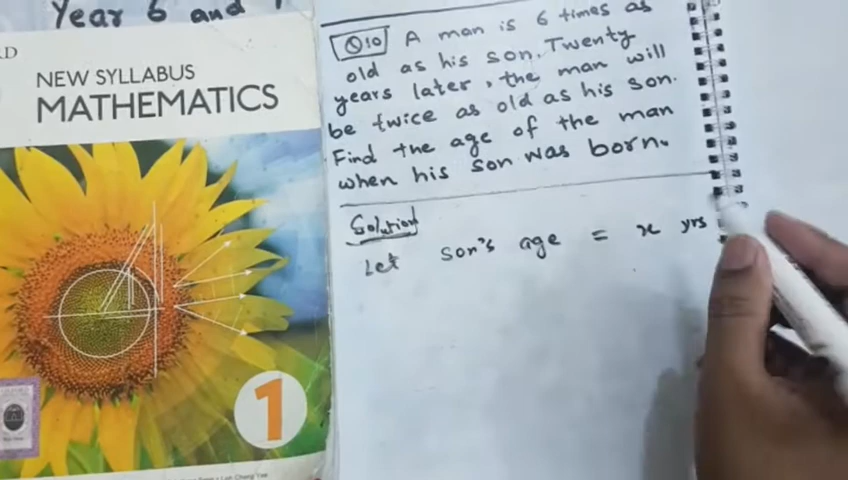 Year 6 and
RD
NEW SYLLABUS
MATHEMATICS
1
Q10 A man is 6 times as
old as his son. Twenty
years later, the man will
be twice as old as his son.
Find the age of the man
when his son was born.
Solution
Let son's age = x yrs